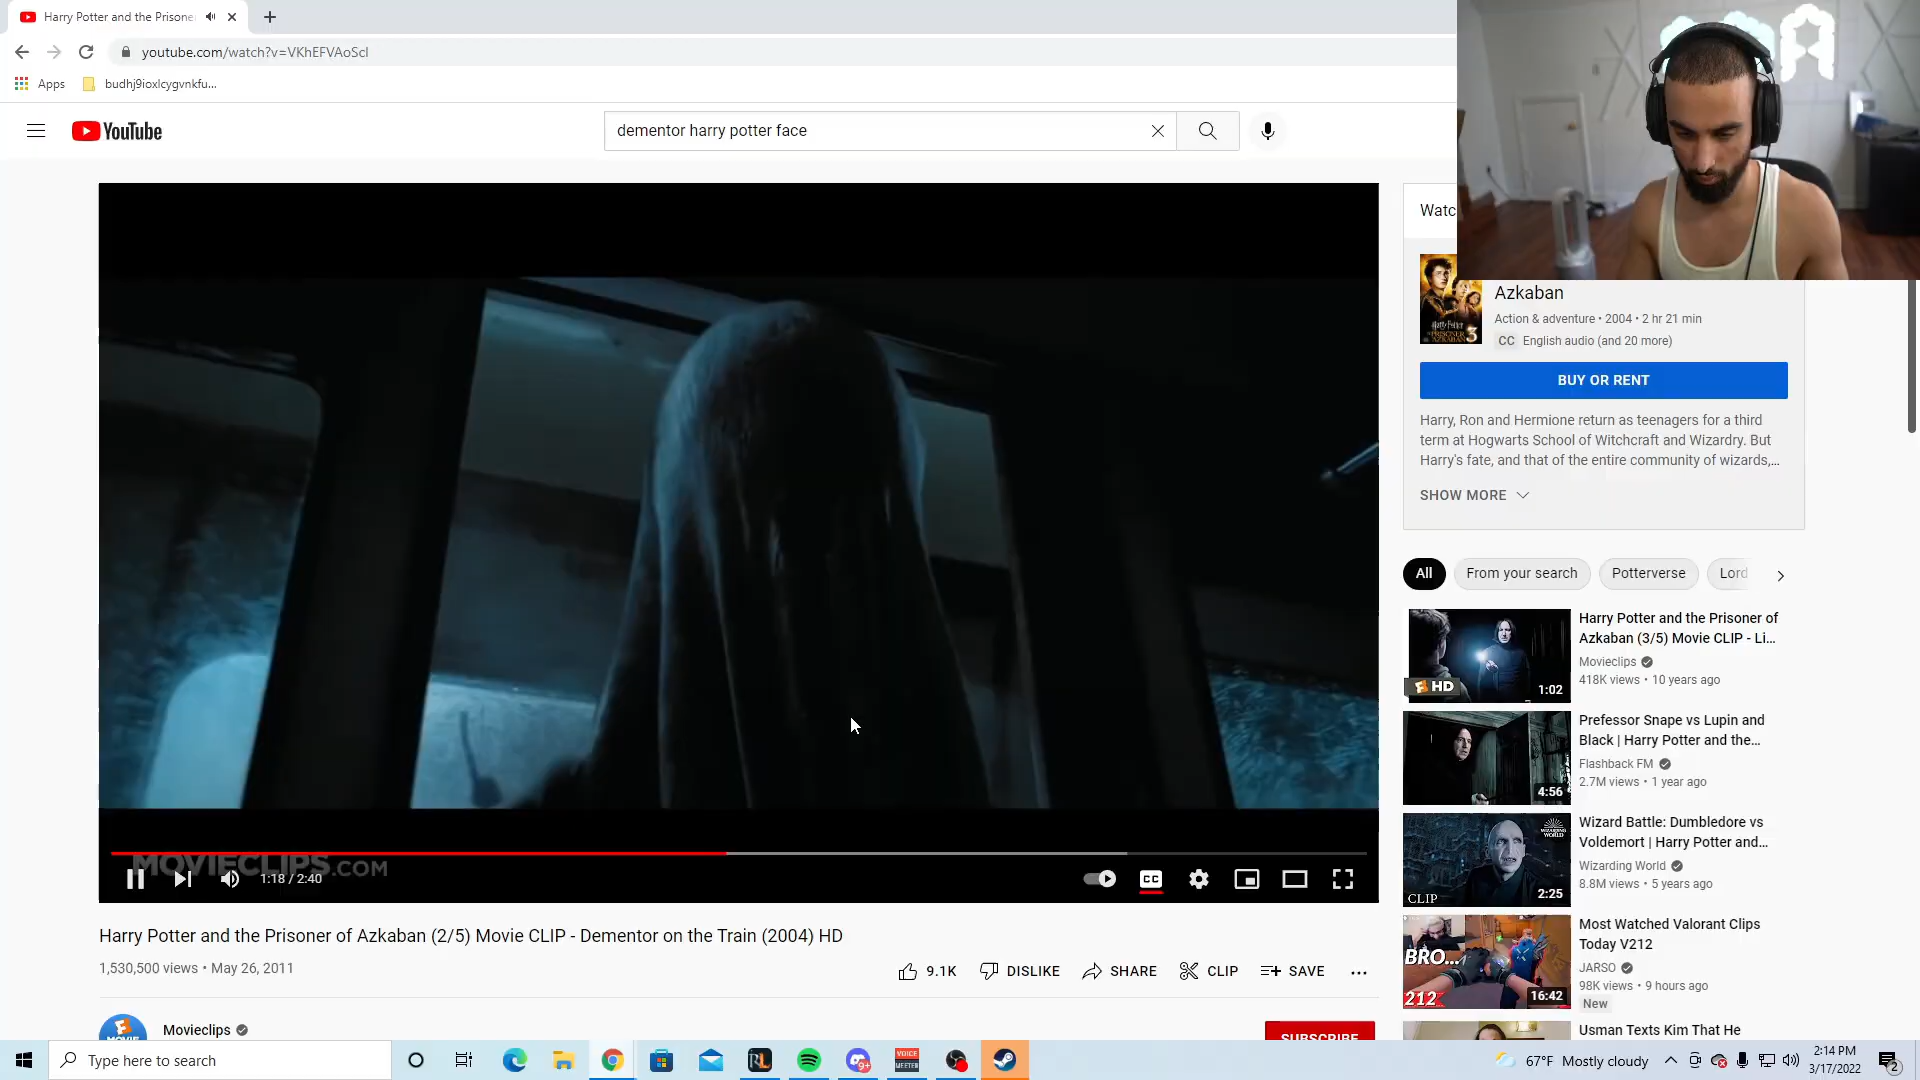 Harry Potter and the Prisone
youtube.com/watch?v=VKhEFVAoScI
Apps
budhj9ioxlcygvnkfu...
YouTube
dementor harry potter face
Watc
Azkaban
Action & adventure • 2004 • 2 hr 21 min
CC English audio (and 20 more)
BUY OR RENT
Harry, Ron and Hermione return as teenagers for a third
term at Hogwarts School of Witchcraft and Wizardry. But
Harry's fate, and that of the entire community of wizards,...
SHOW MORE
All
From your search
Potterverse
Lord
Harry Potter and the Prisoner of
Azkaban (3/5) Movie CLIP - Li...
Movieclips
418K views • 10 years ago
HD
1:02
Prefessor Snape vs Lupin and
Black | Harry Potter and the...
Flashback FM
2.7M views • 1 year ago
4:56
Wizard Battle: Dumbledore vs
Voldemort | Harry Potter and...
Wizarding World
8.8M views • 5 years ago
CLIP
2:25
Most Watched Valorant Clips
Today V212
JARSO
98K views • 9 hours ago
New
BRO...
212
16:42
Usman Texts Kim That He
MOVIECLIPS.COM
1:18 / 2:40
CC
Harry Potter and the Prisoner of Azkaban (2/5) Movie CLIP - Dementor on the Train (2004) HD
1,530,500 views • May 26, 2011
9.1K
DISLIKE
SHARE
CLIP
SAVE
Movieclips
SUBSCRIBE
Type here to search
RL
9+
VOICE
MEETER
67°F Mostly cloudy
2:14 PM
3/17/2022
2